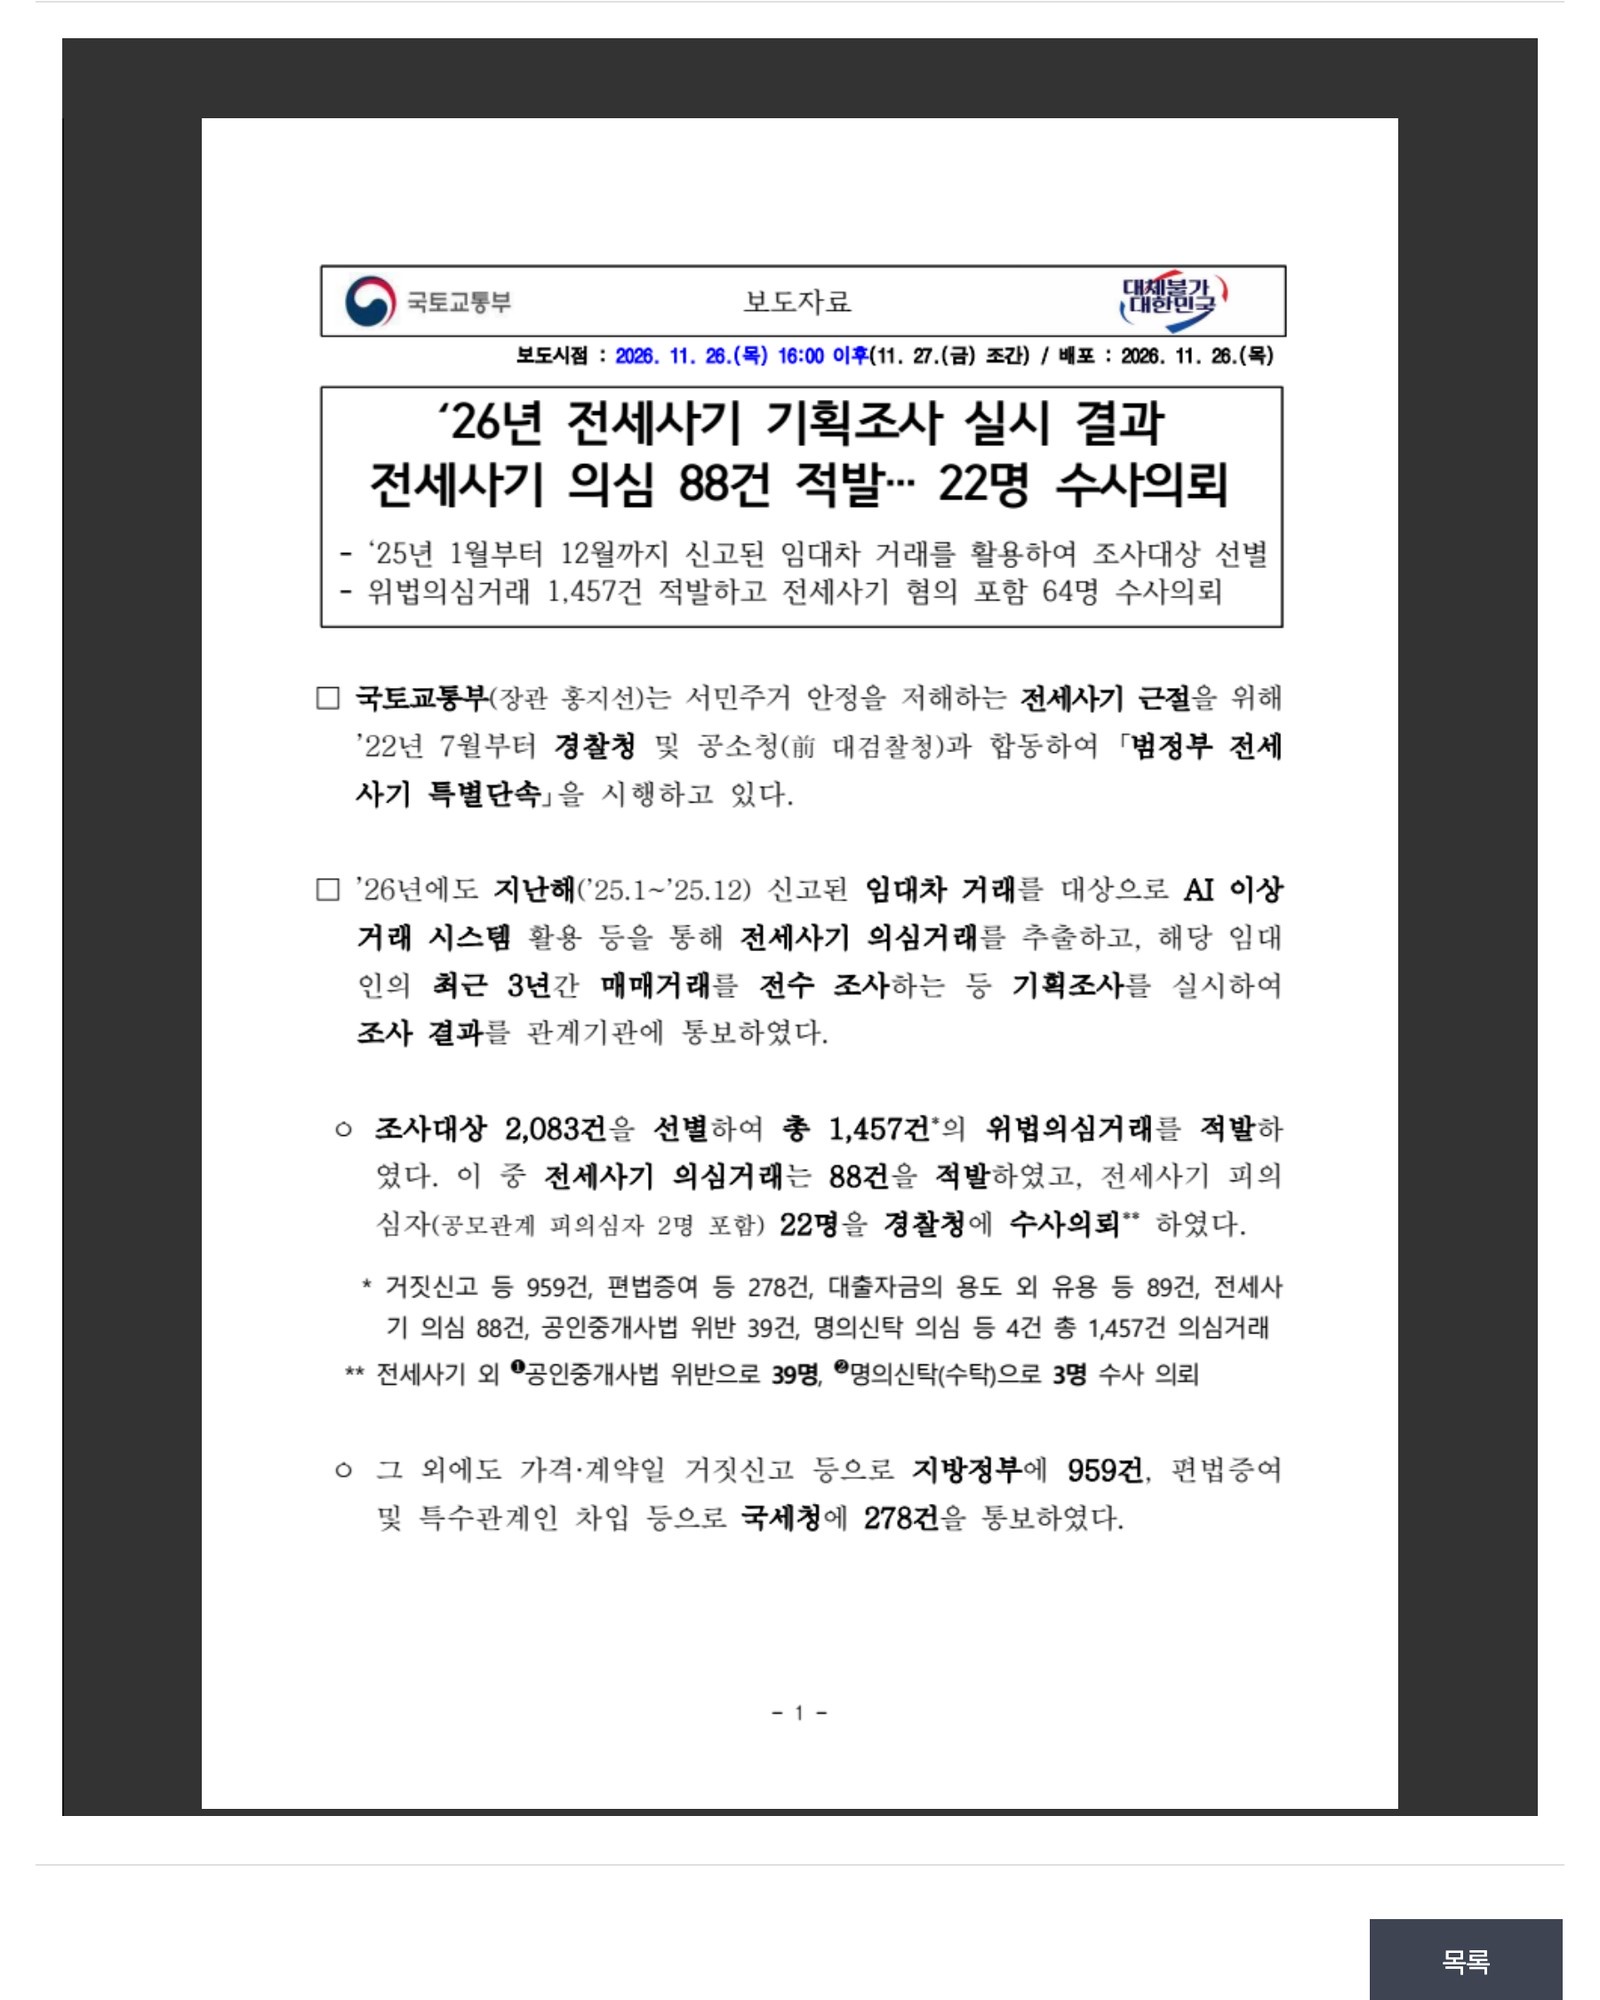 국토교통부
보도자료
대체불가
대한민국
보도시점 : 2026. 11. 26.(목) 16:00 이후(11. 27.(금) 조간) / 배포 : 2026. 11. 26.(목)
‘26년 전세사기 기획조사 실시 결과
전세사기 의심 88건 적발… 22명 수사의뢰
- ‘25년 1월부터 12월까지 신고된 임대차 거래를 활용하여 조사대상 선별
- 위법의심거래 1,457건 적발하고 전세사기 혐의 포함 64명 수사의뢰
□ 국토교통부(장관 홍지선)는 서민주거 안정을 저해하는 전세사기 근절을 위해
’22년 7월부터 경찰청 및 공소청(前 대검찰청)과 합동하여 「범정부 전세
사기 특별단속」을 시행하고 있다.
□ ’26년에도 지난해(’25.1~’25.12) 신고된 임대차 거래를 대상으로 AI 이상
거래 시스템 활용 등을 통해 전세사기 의심거래를 추출하고, 해당 임대
인의 최근 3년간 매매거래를 전수 조사하는 등 기획조사를 실시하여
조사 결과를 관계기관에 통보하였다.
ㅇ 조사대상 2,083건을 선별하여 총 1,457건*의 위법의심거래를 적발하
였다. 이 중 전세사기 의심거래는 88건을 적발하였고, 전세사기 피의
심자(공모관계 피의심자 2명 포함) 22명을 경찰청에 수사의뢰** 하였다.
* 거짓신고 등 959건, 편법증여 등 278건, 대출자금의 용도 외 유용 등 89건, 전세사
기 의심 88건, 공인중개사법 위반 39건, 명의신탁 의심 등 4건 총 1,457건 의심거래
** 전세사기 외 ❶공인중개사법 위반으로 39명, ❷명의신탁(수탁)으로 3명 수사 의뢰
ㅇ 그 외에도 가격·계약일 거짓신고 등으로 지방정부에 959건, 편법증여
및 특수관계인 차입 등으로 국세청에 278건을 통보하였다.
- 1 -
목록